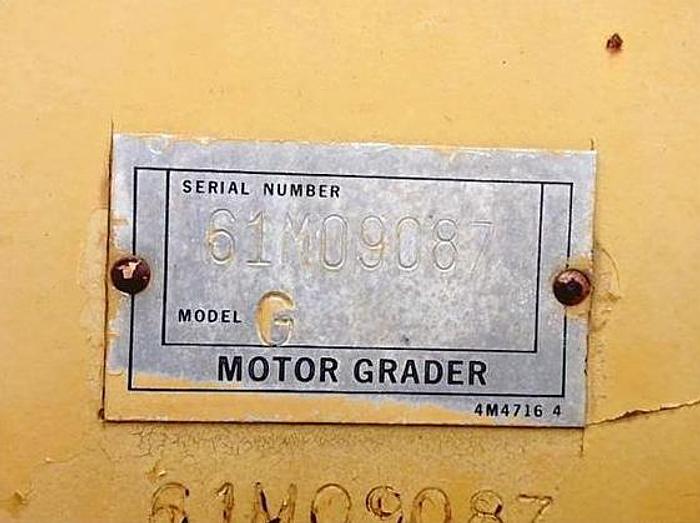 SERIAL NUMBER
61M09087
MODEL G
MOTOR GRADER
4M4716 4
61M09087